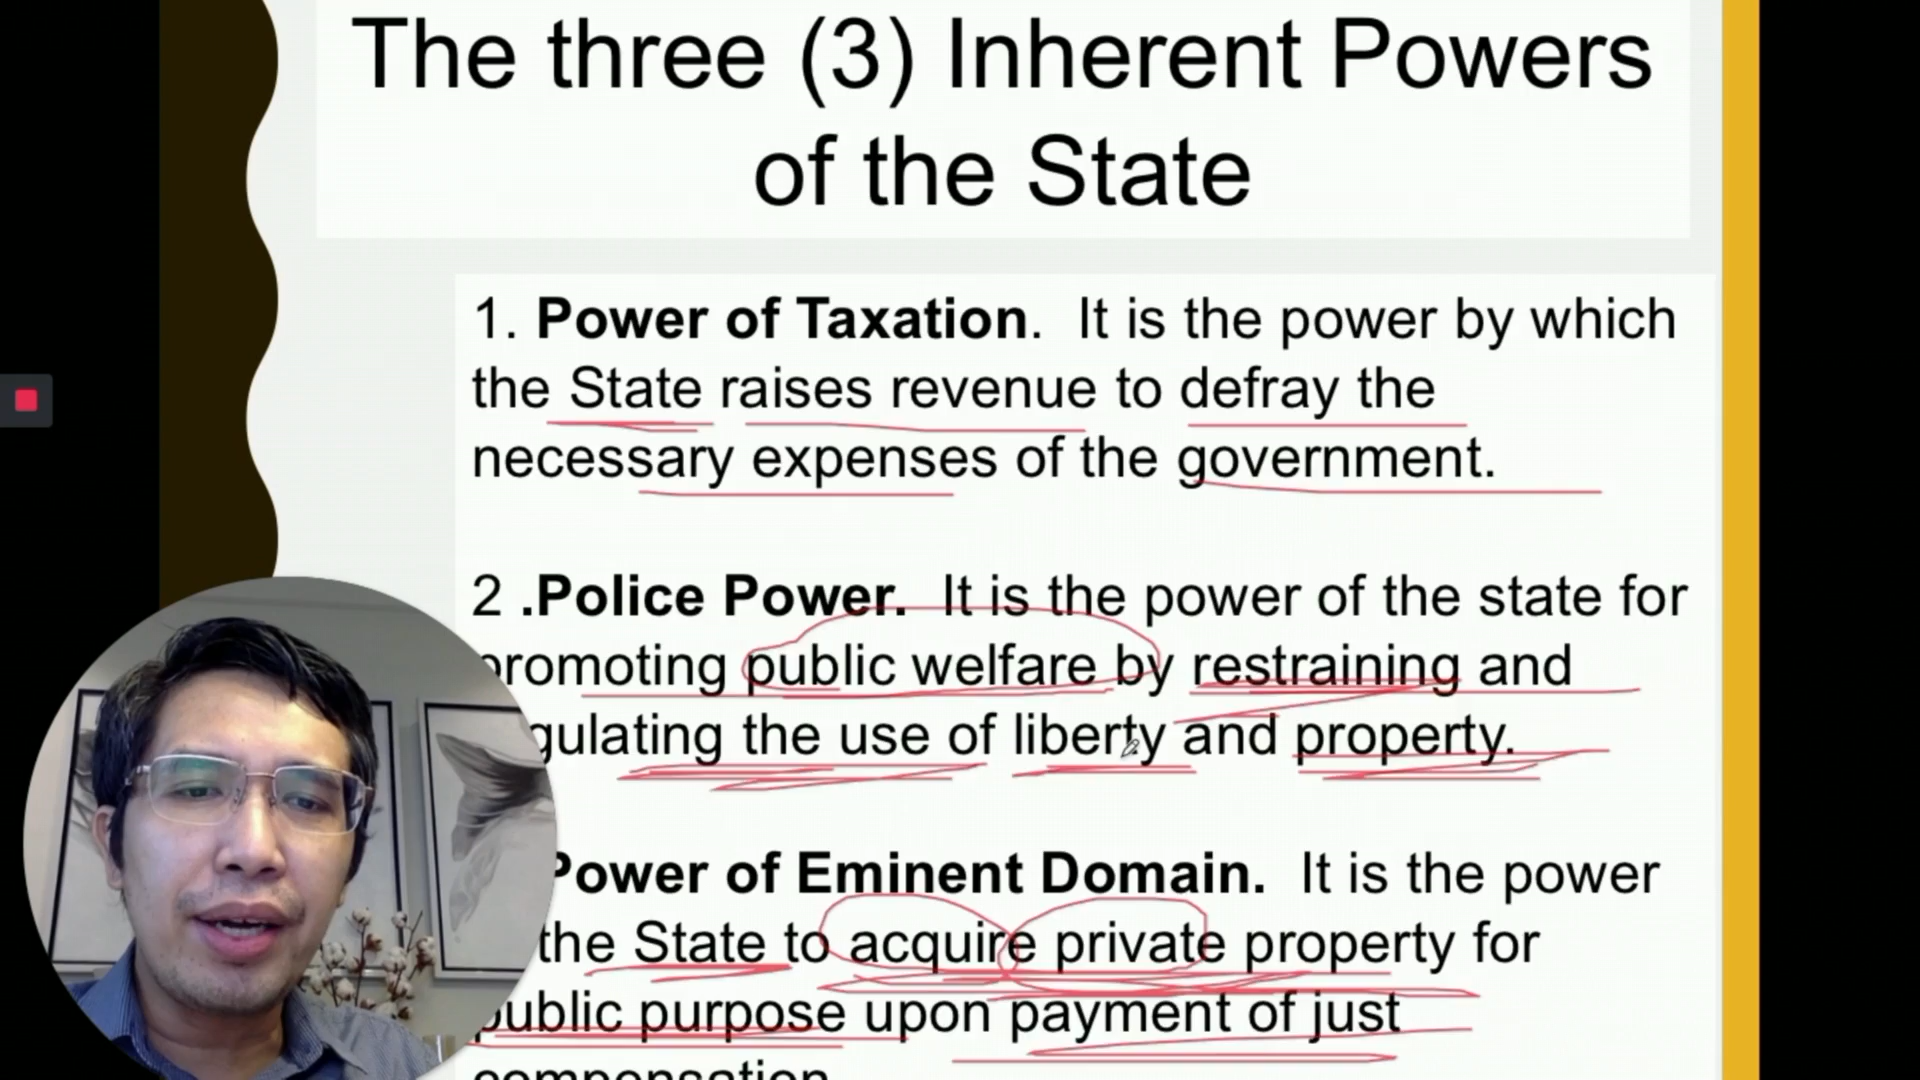 The three (3) Inherent Powers
of the State
1. Power of Taxation. It is the power by which
the State raises revenue to defray the
necessary expenses of the government.
2 .Police Power. It is the power of the state for
promoting public welfare by restraining and
gulating the use of liberty and property.
Power of Eminent Domain. It is the power
the State to acquire private property for
public purpose upon payment of just
compensation